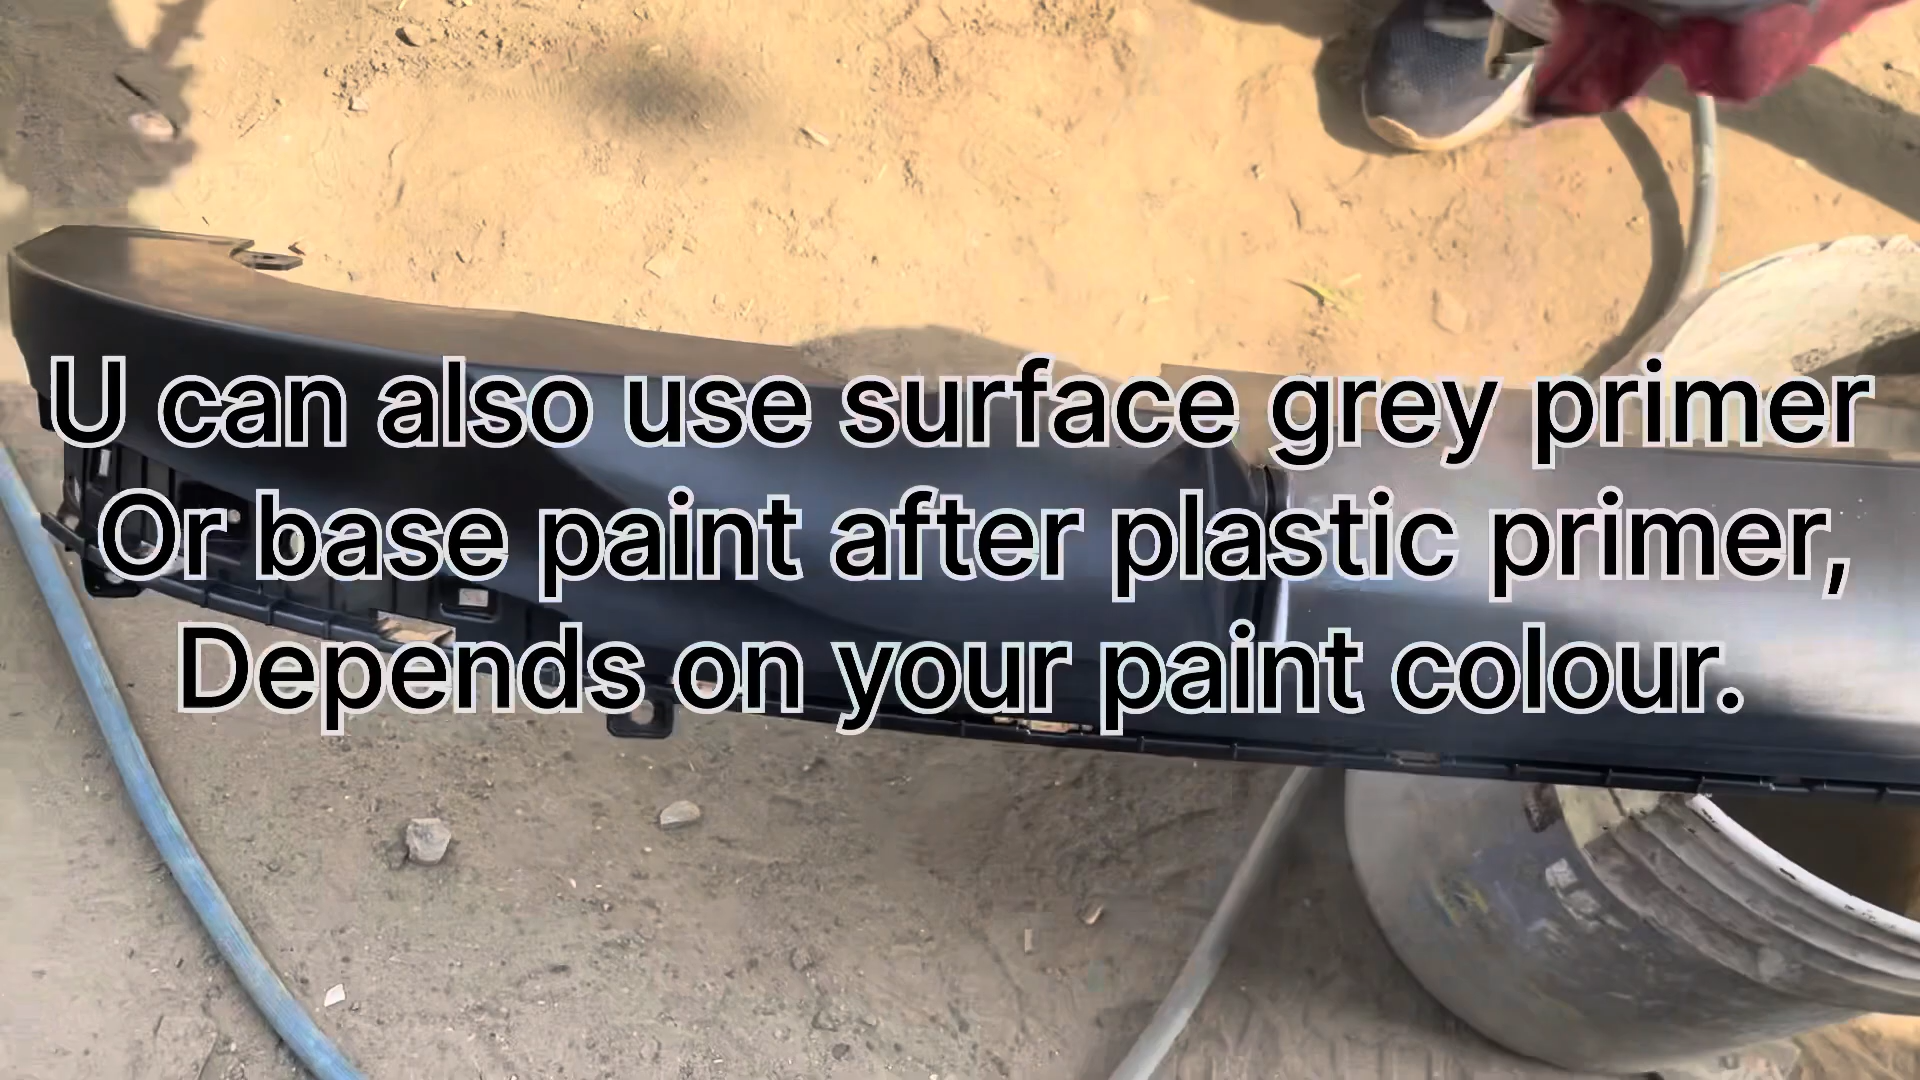 U can also use surface grey primer
Or base paint after plastic primer,
Depends on your paint colour.